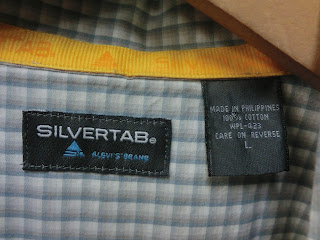 SILVERTAB®
A LEVI'S® BRAND
MADE IN PHILIPPINES
100% COTTON
WPL-423
CARE ON REVERSE
L